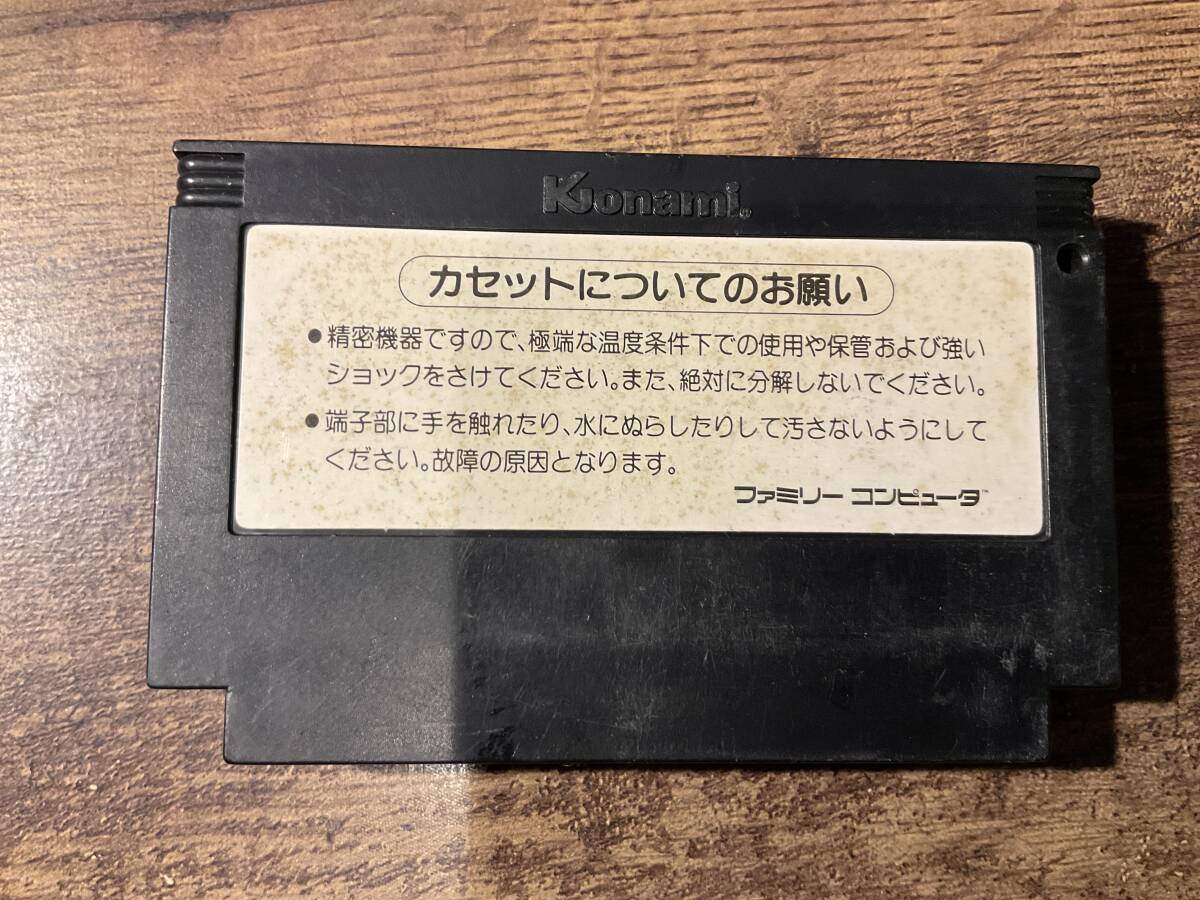 Konami®
カセットについてのお願い
●精密機器ですので、極端な温度条件下での使用や保管および強い
ショックをさけてください。また、絶対に分解しないでください。
●端子部に手を触れたり、水にぬらしたりして汚さないようにして
ください。故障の原因となります。
ファミリー コンピュータ™